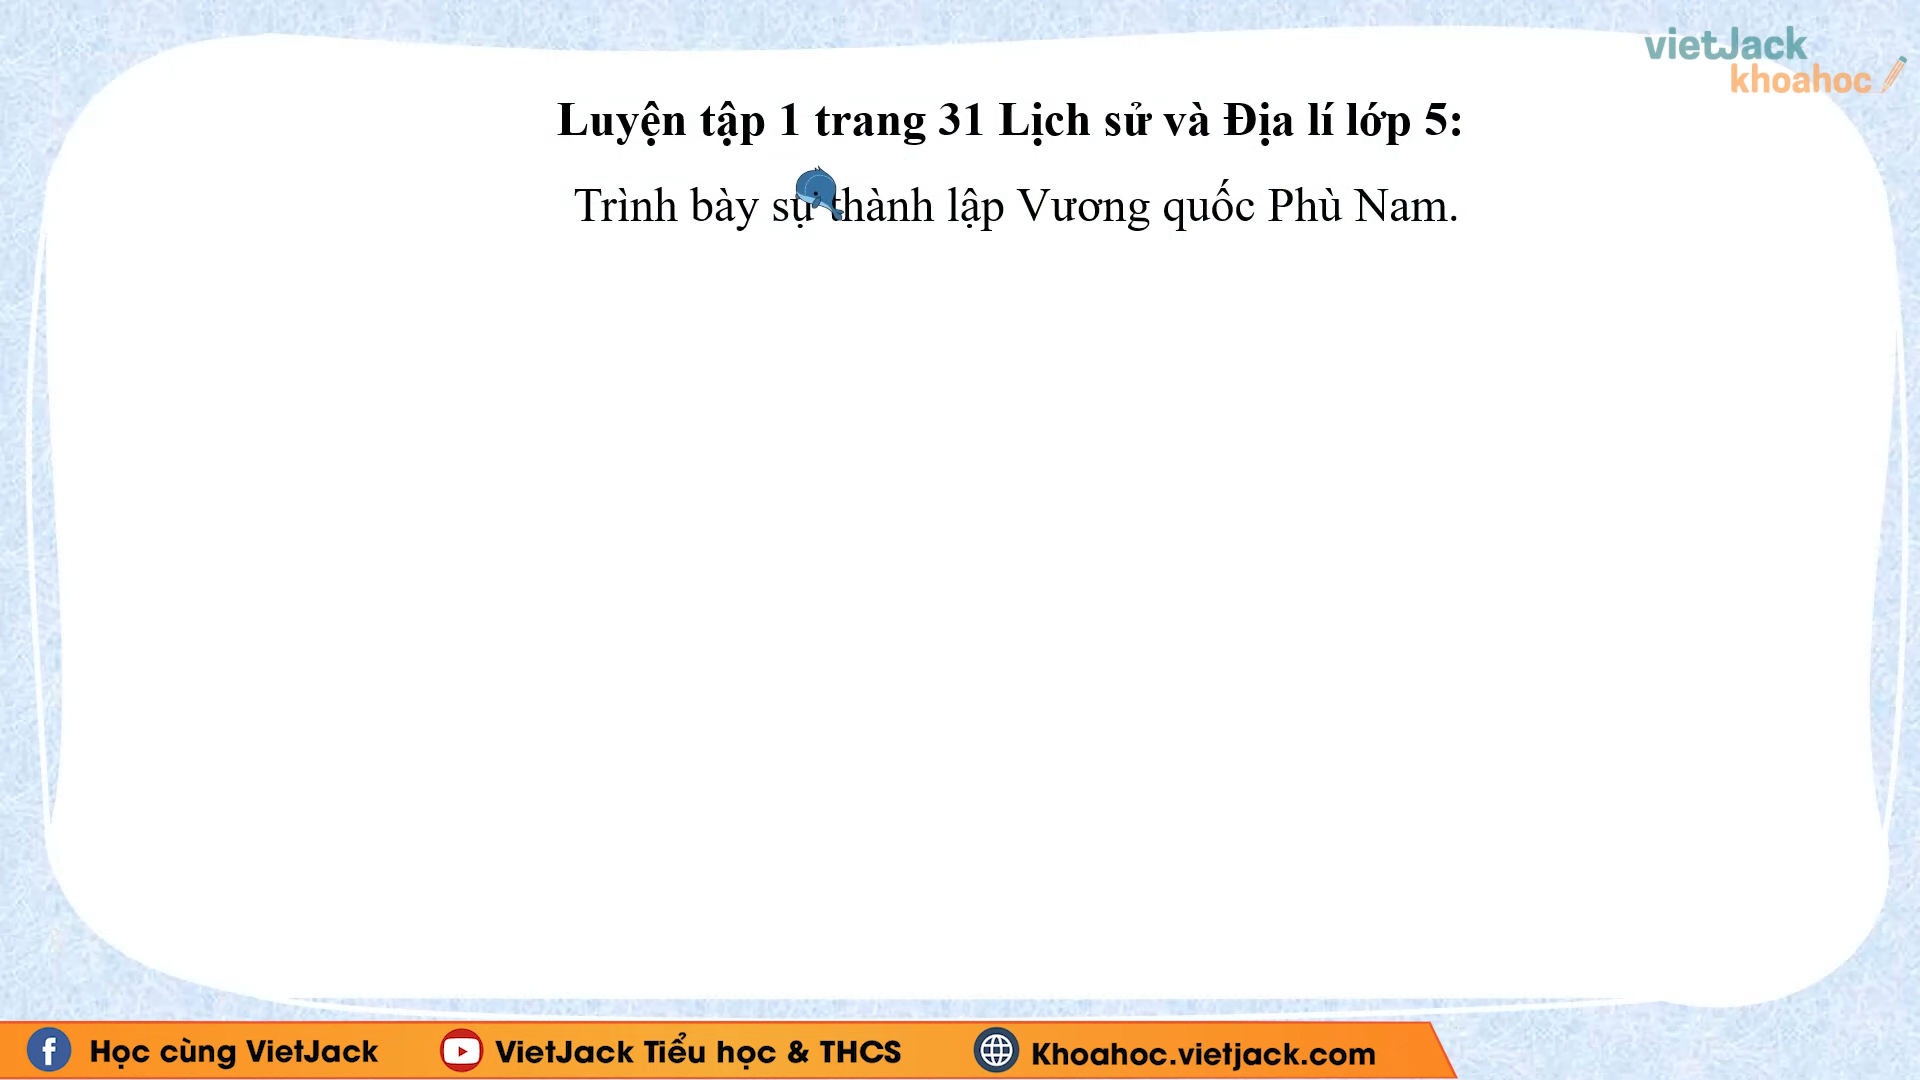 vietJack
khoahoc
Luyện tập 1 trang 31 Lịch sử và Địa lí lớp 5:
Trình bày sự thành lập Vương quốc Phù Nam.
Học cùng VietJack
VietJack Tiểu học & THCS
Khoahoc.vietjack.com